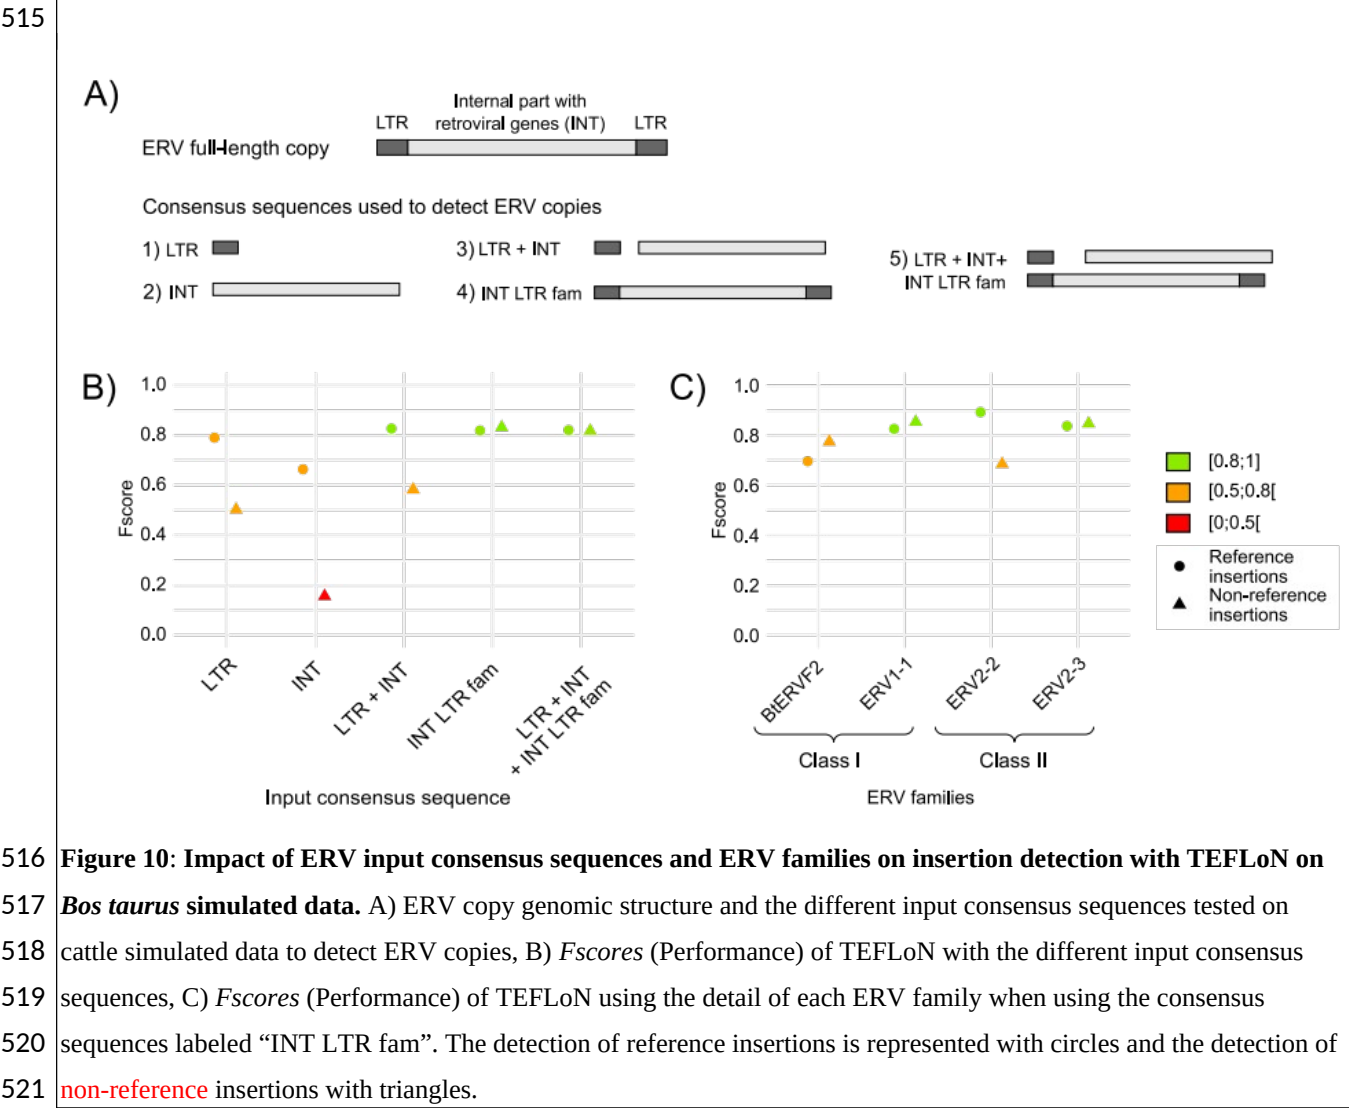 515
A)
Internal part with
LTR retroviral genes (INT) LTR
ERV full-length copy
Consensus sequences used to detect ERV copies
1) LTR
2) INT
3) LTR + INT
4) INT LTR fam
5) LTR + INT+
INT LTR fam
B)
1.0
0.8
0.6
0.4
0.2
0.0
Fscore
LTR
INT
LTR + INT
INT LTR fam
LTR + INT
+ INT LTR fam
Input consensus sequence
C)
1.0
0.8
0.6
0.4
0.2
0.0
Fscore
BtERVF2
ERV1-1
ERV2-2
ERV2-3
Class I
Class II
ERV families
[0.8;1]
[0.5;0.8[
[0;0.5[
Reference
insertions
Non-reference
insertions
516 Figure 10: Impact of ERV input consensus sequences and ERV families on insertion detection with TEFLoN on
517 Bos taurus simulated data. A) ERV copy genomic structure and the different input consensus sequences tested on
518 cattle simulated data to detect ERV copies, B) Fscores (Performance) of TEFLoN with the different input consensus
519 sequences, C) Fscores (Performance) of TEFLoN using the detail of each ERV family when using the consensus
520 sequences labeled “INT LTR fam”. The detection of reference insertions is represented with circles and the detection of
521 non-reference insertions with triangles.